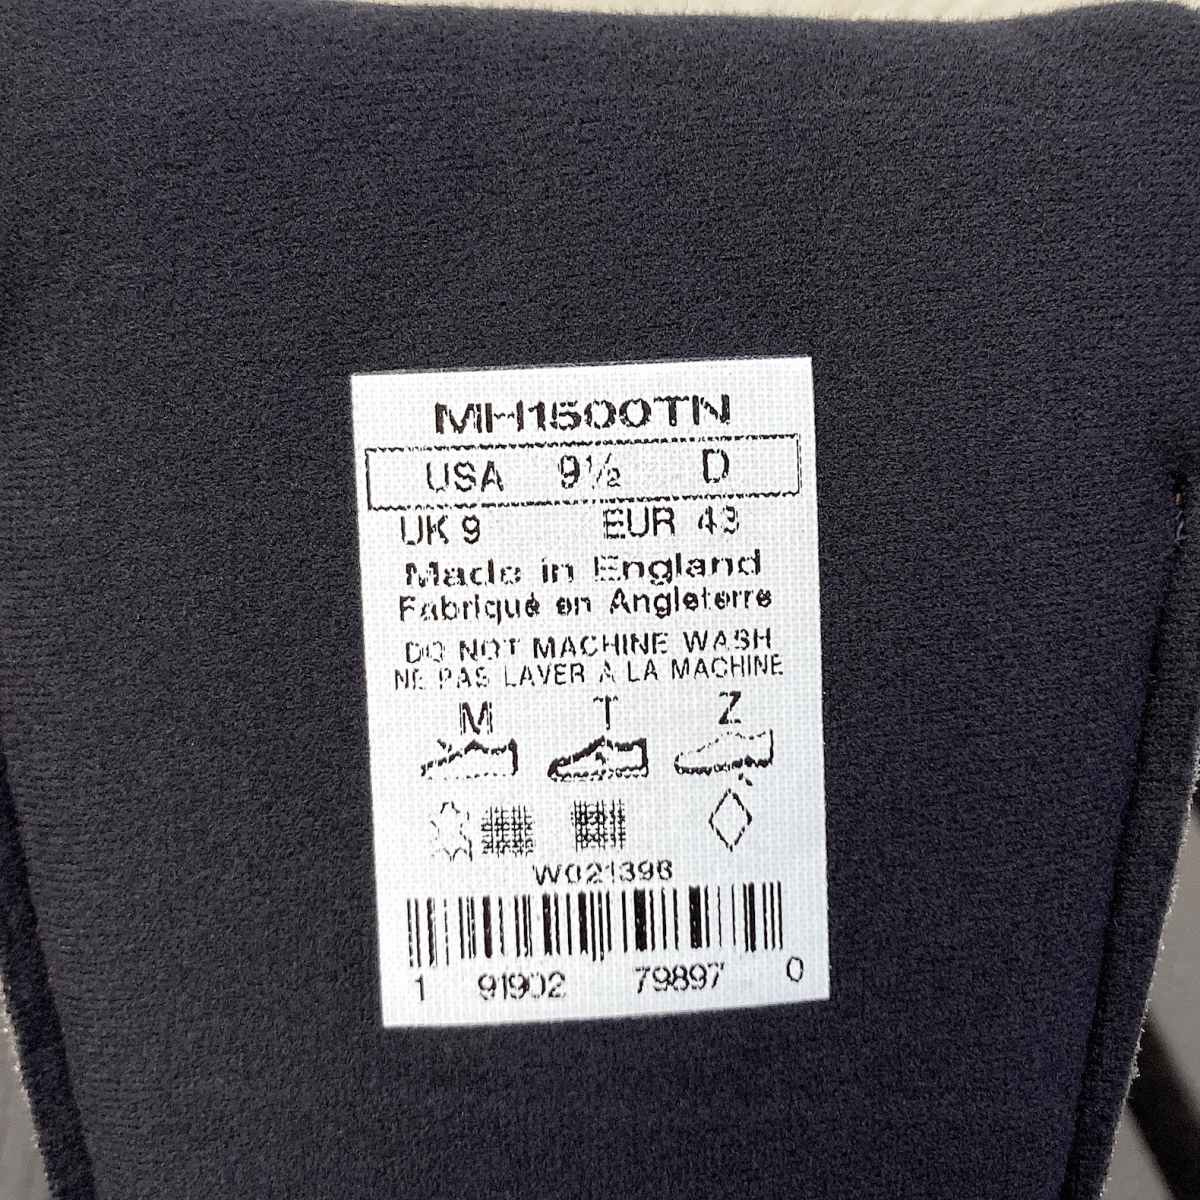 MH1500TN
USA 9½ D
UK 9 EUR 43
Made in England
Fabriqué en Angleterre
DO NOT MACHINE WASH
NE PAS LAVER À LA MACHINE
M T Z
W021396
1 91902 79897 0